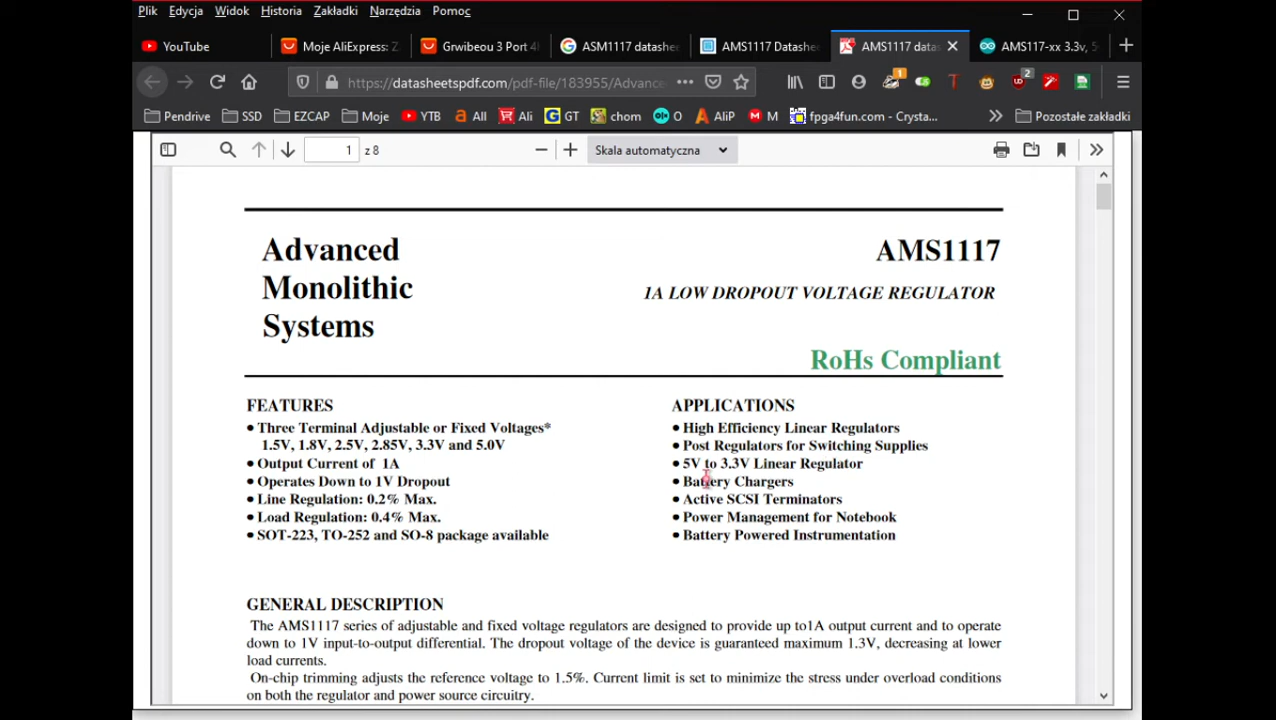 Plik Edycja Widok Historia Zakładki Narzędzia Pomoc
YouTube Moje AliExpress: Z Grwibeou 3 Port 4K ASM1117 datashee AMS1117 Datashe AMS1117 datas AMS117-xx 3.3v, 5
https://datasheetspdf.com/pdf-file/183955/Advance
1 2
Pendrive SSD EZCAP Moje YTB All Ali GT chom O AliP M fpga4fun.com - Crysta... Pozostałe zakładki
1 z 8 Skala automatyczna
Advanced
Monolithic
Systems
AMS1117
1A LOW DROPOUT VOLTAGE REGULATOR
RoHs Compliant
FEATURES
• Three Terminal Adjustable or Fixed Voltages*
1.5V, 1.8V, 2.5V, 2.85V, 3.3V and 5.0V
• Output Current of 1A
• Operates Down to 1V Dropout
• Line Regulation: 0.2% Max.
• Load Regulation: 0.4% Max.
• SOT-223, TO-252 and SO-8 package available
APPLICATIONS
• High Efficiency Linear Regulators
• Post Regulators for Switching Supplies
• 5V to 3.3V Linear Regulator
• Battery Chargers
• Active SCSI Terminators
• Power Management for Notebook
• Battery Powered Instrumentation
GENERAL DESCRIPTION
The AMS1117 series of adjustable and fixed voltage regulators are designed to provide up to1A output current and to operate
down to 1V input-to-output differential. The dropout voltage of the device is guaranteed maximum 1.3V, decreasing at lower
load currents.
On-chip trimming adjusts the reference voltage to 1.5%. Current limit is set to minimize the stress under overload conditions
on both the regulator and power source circuitry.